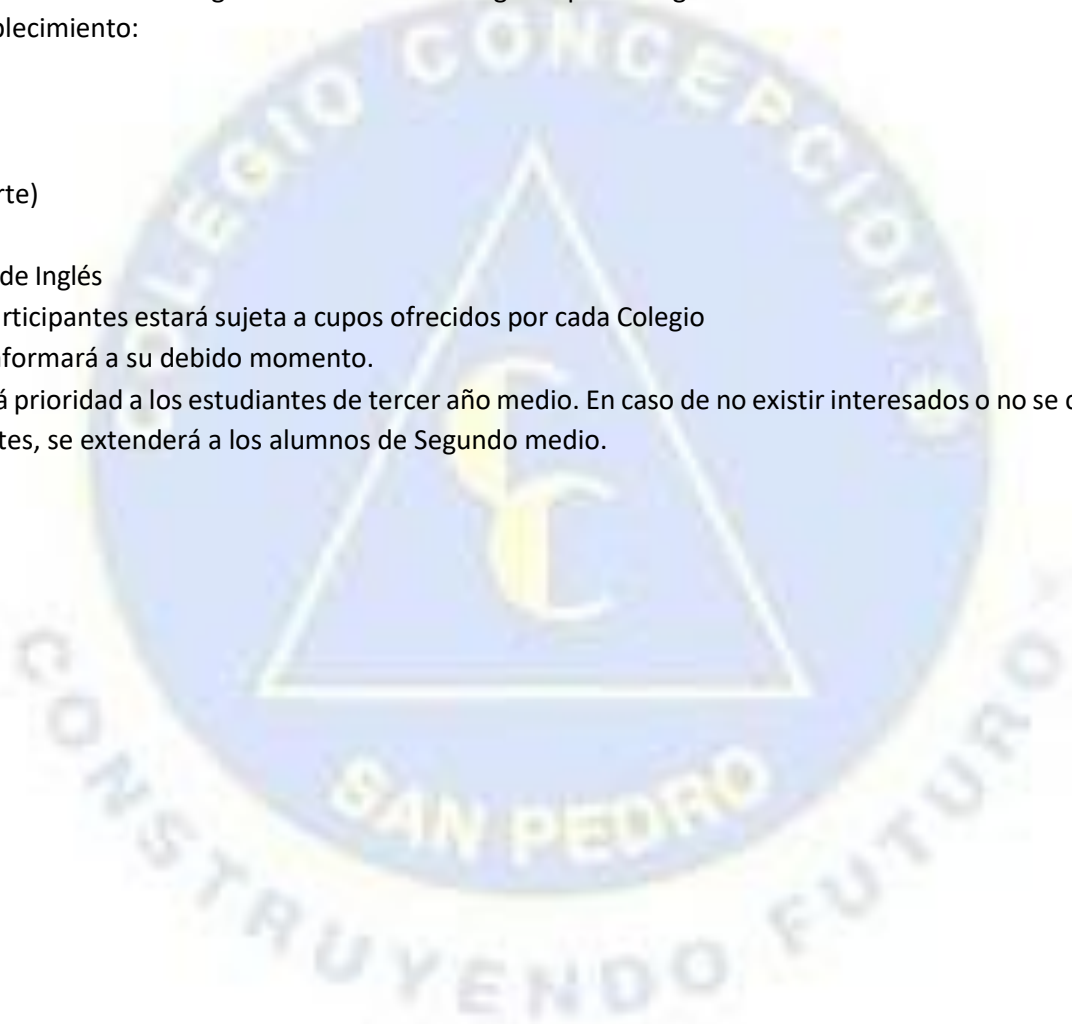 blecimiento:
rte)
de Inglés
rticipantes estará sujeta a cupos ofrecidos por cada Colegio
nformará a su debido momento.
á prioridad a los estudiantes de tercer año medio. En caso de no existir interesados o no se c
tes, se extenderá a los alumnos de Segundo medio.
COLEGIO CONCEPCION
CC
SAN PEDRO
CONSTRUYENDO FUTURO